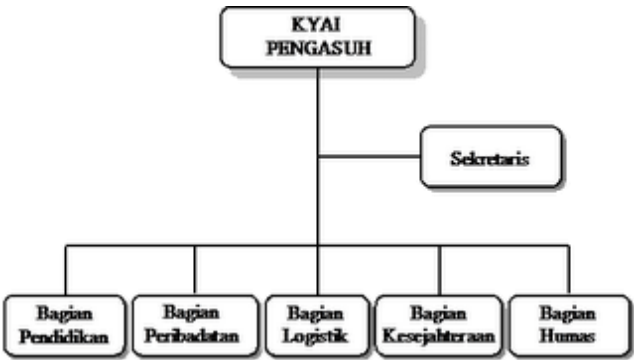 KYAI
PENGASUH
Sekretaris
Bagian
Pendidikan
Bagian
Peribadatan
Bagian
Logistik
Bagian
Kesejahteraan
Bagian
Humas